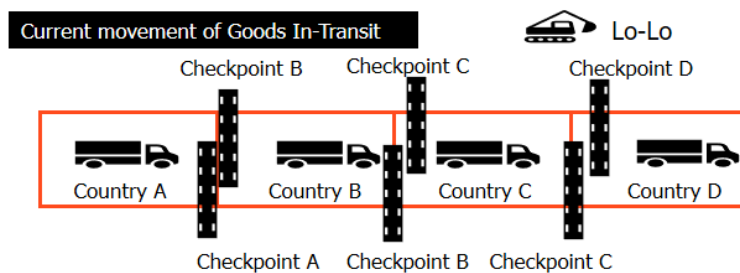 Current movement of Goods In-Transit
Lo-Lo
Checkpoint B
Checkpoint C
Checkpoint D
Country A
Country B
Country C
Country D
Checkpoint A
Checkpoint B
Checkpoint C